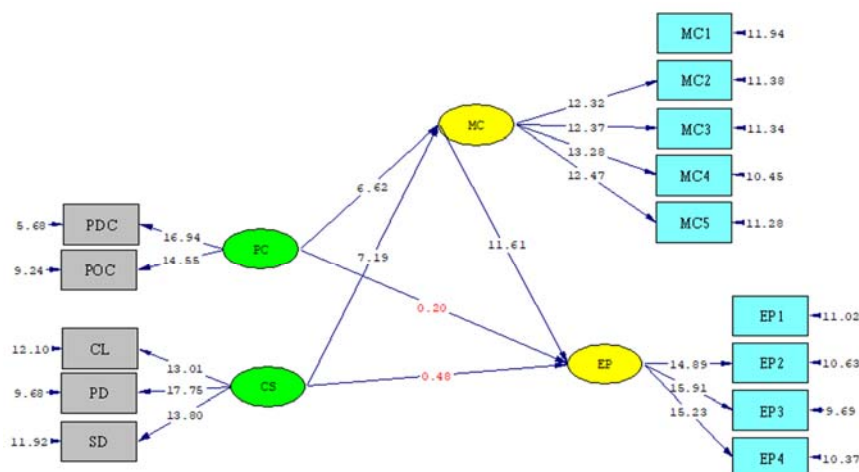 MC1 11.94
MC2 11.38
12.32
MC 12.37 MC3 11.34
13.28
MC4 10.45
12.47
6.62
MC5 11.28
5.68 PDC
16.94
PC 11.61
14.55
7.19
9.24 POC
0.20
EP1 11.02
12.10 CL
13.01
EP 14.89 EP2 10.63
0.48
CS
9.68 PD 17.75
15.91
EP3 9.69
13.80
15.23
11.92 SD
EP4 10.37